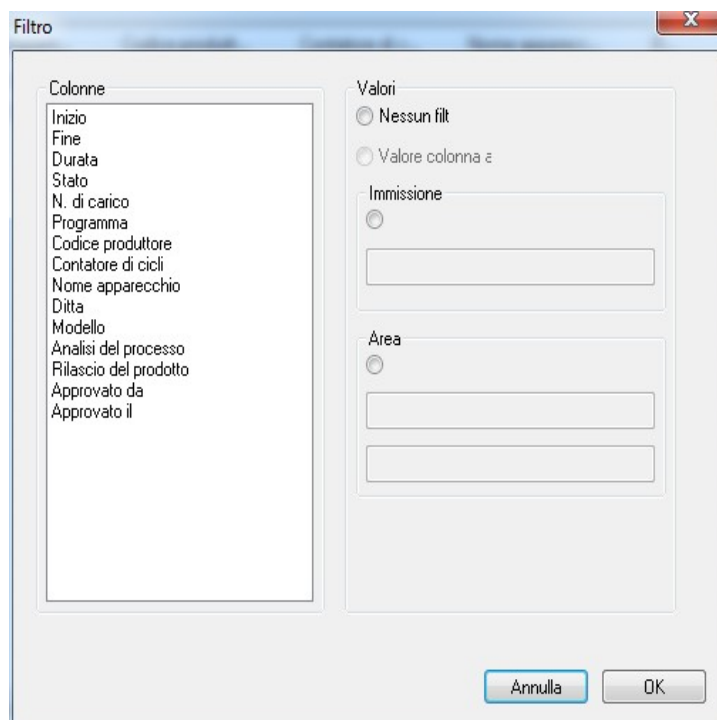 Filtro
Colonne
Inizio
Fine
Durata
Stato
N. di carico
Programma
Codice produttore
Contatore di cicli
Nome apparecchio
Ditta
Modello
Analisi del processo
Rilascio del prodotto
Approvato da
Approvato il
Valori
Nessun filt
Valore colonna a
Immissione
Area
Annulla
OK